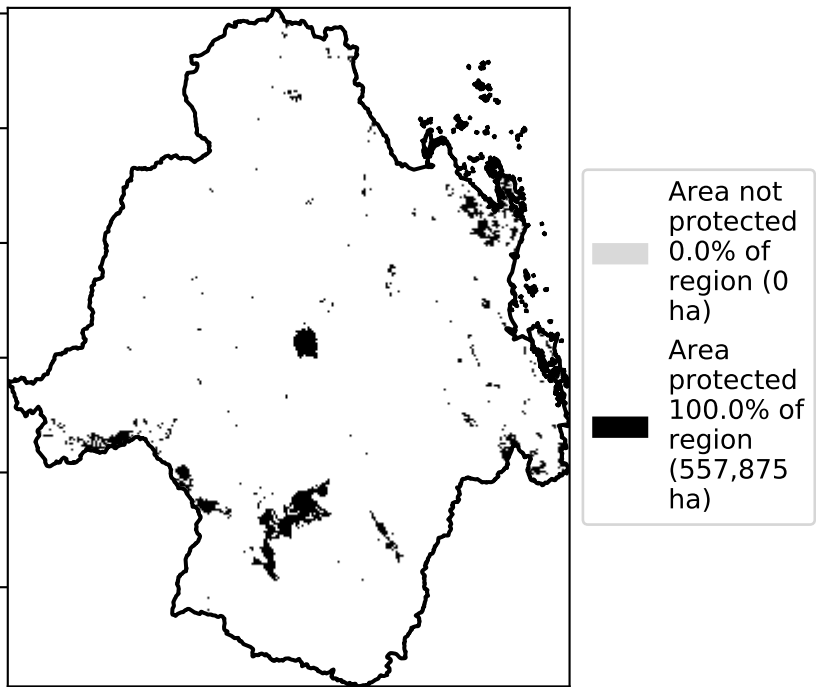 Area not
protected
0.0% of
region (0
ha)
Area
protected
100.0% of
region
(557,875
ha)